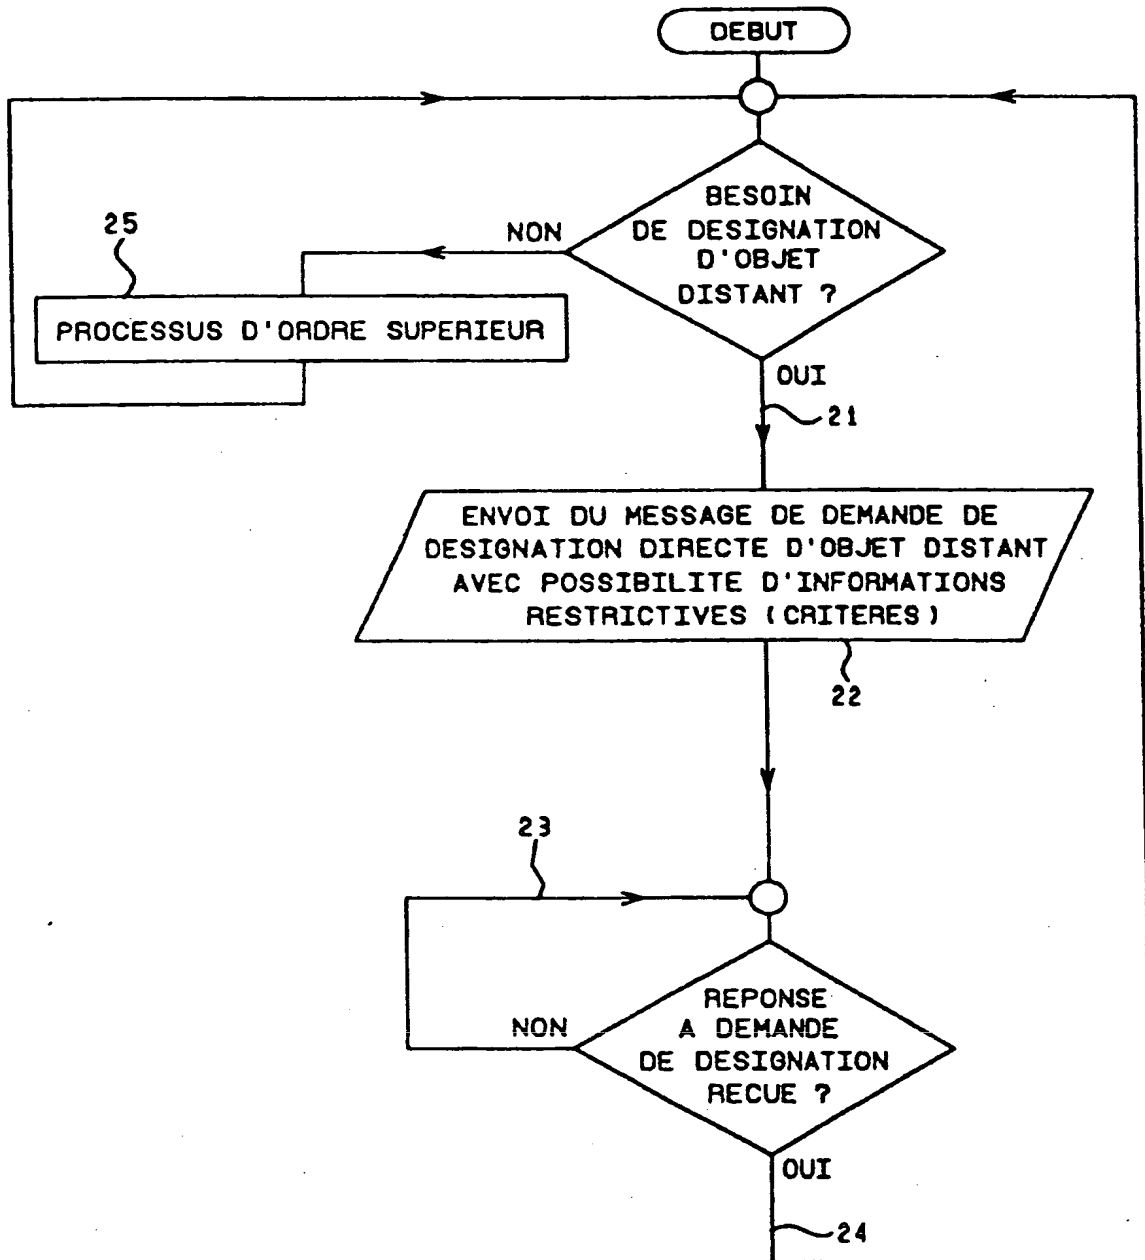 DEBUT
BESOIN
DE DESIGNATION
D'OBJET
DISTANT ?
NON
25
PROCESSUS D'ORDRE SUPERIEUR
OUI
21
ENVOI DU MESSAGE DE DEMANDE DE
DESIGNATION DIRECTE D'OBJET DISTANT
AVEC POSSIBILITE D'INFORMATIONS
RESTRICTIVES (CRITERES)
22
23
REPONSE
A DEMANDE
DE DESIGNATION
RECUE ?
NON
OUI
24